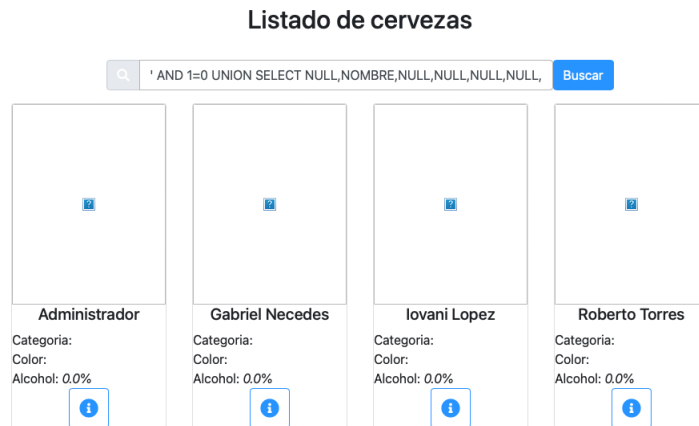 Listado de cervezas
' AND 1=0 UNION SELECT NULL,NOMBRE,NULL,NULL,NULL,NULL, Buscar
Administrador Gabriel Necedes Iovani Lopez Roberto Torres
Categoria: Categoria: Categoria: Categoria:
Color: Color: Color: Color:
Alcohol: 0.0% Alcohol: 0.0% Alcohol: 0.0% Alcohol: 0.0%